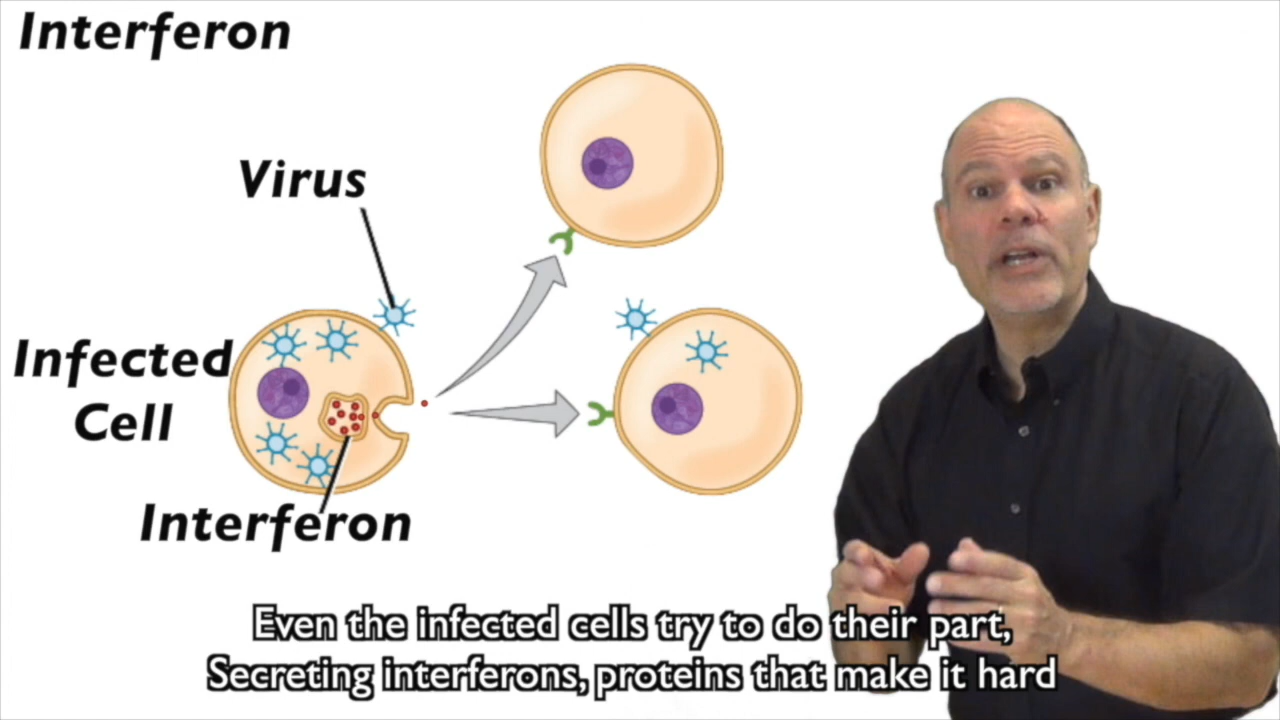 Interferon
Virus
Infected
Cell
Interferon
Even the infected cells try to do their part,
Secreting interferons, proteins that make it hard